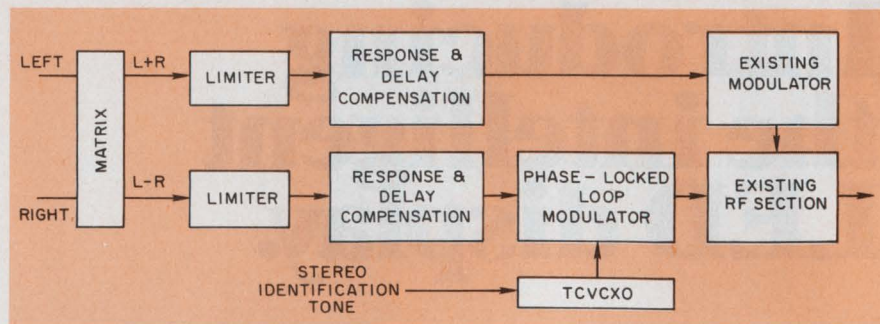 LEFT
L+R
MATRIX
LIMITER
RESPONSE &
DELAY
COMPENSATION
EXISTING
MODULATOR
RIGHT.
L-R
LIMITER
RESPONSE &
DELAY
COMPENSATION
PHASE – LOCKED
LOOP
MODULATOR
EXISTING
RF SECTION
STEREO
IDENTIFICATION
TONE
TCVCXO